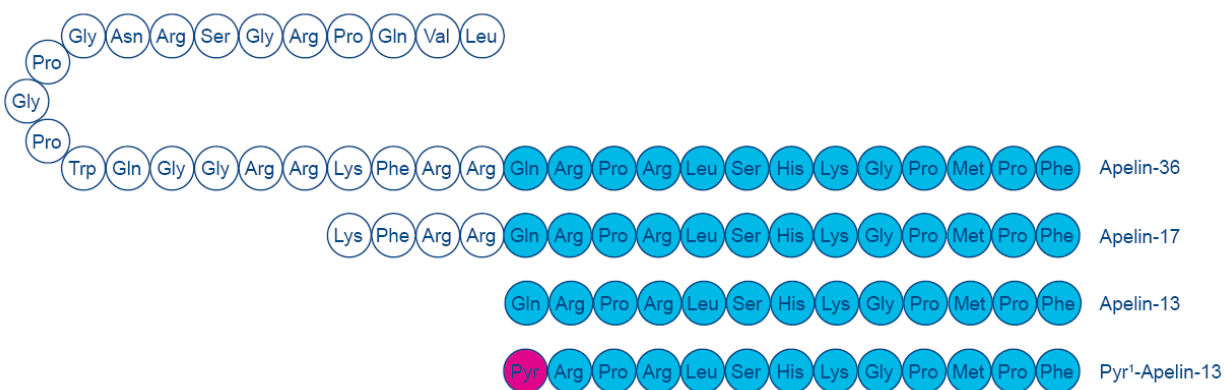 Gly Asn Arg Ser Gly Arg Pro Gln Val Leu
Pro
Gly
Pro
Trp Gln Gly Gly Arg Arg Lys Phe Arg Arg Gln Arg Pro Arg Leu Ser His Lys Gly Pro Met Pro Phe Apelin-36
Lys Phe Arg Arg Gln Arg Pro Arg Leu Ser His Lys Gly Pro Met Pro Phe Apelin-17
Gln Arg Pro Arg Leu Ser His Lys Gly Pro Met Pro Phe Apelin-13
Pyr Arg Pro Arg Leu Ser His Lys Gly Pro Met Pro Phe Pyr¹-Apelin-13